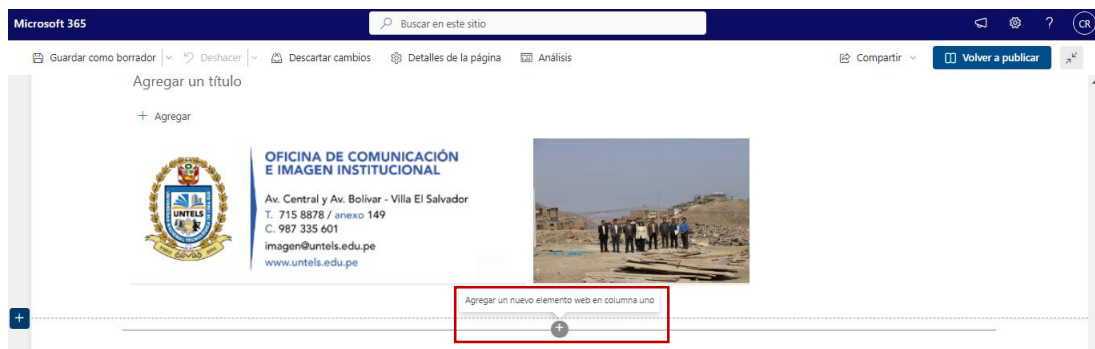 Microsoft 365
Buscar en este sitio
?
CR
Guardar como borrador
Deshacer
Descartar cambios
Detalles de la página
Análisis
Compartir
Volver a publicar
Agregar un título
+ Agregar
OFICINA DE COMUNICACIÓN
E IMAGEN INSTITUCIONAL
UNTELS
Av. Central y Av. Bolívar - Villa El Salvador
T. 715 8878 / anexo 149
C. 987 335 601
imagen@untels.edu.pe
www.untels.edu.pe
Agregar un nuevo elemento web en columna uno